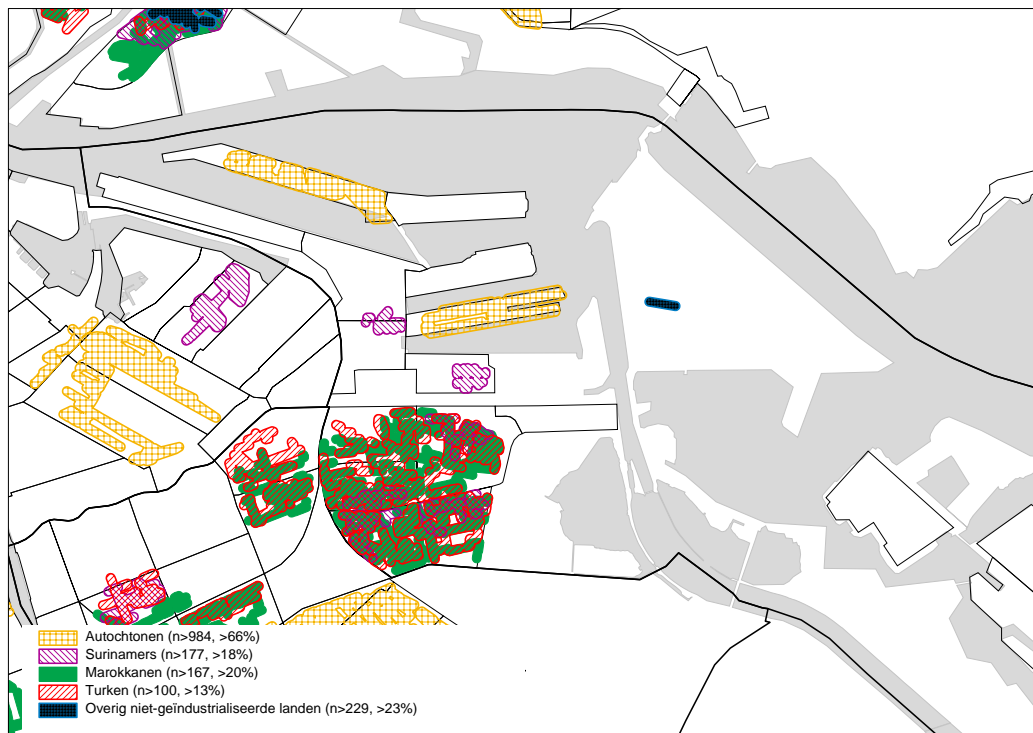 Autochtonen (n>984, >66%)
Surinamers (n>177, >18%)
Marokkanen (n>167, >20%)
Turken (n>100, >13%)
Overig niet-geïndustrialiseerde landen (n>229, >23%)